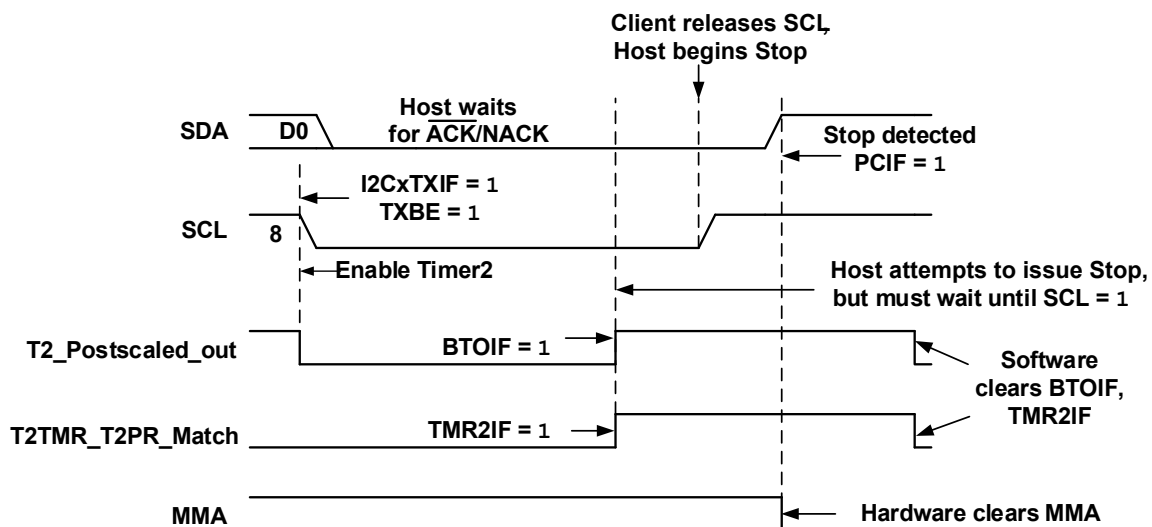 Client releases SCL,
Host begins Stop
SDA
D0
Host waits
for ACK/NACK
Stop detected
PCIF = 1
I2CxTXIF = 1
TXBE = 1
SCL
8
Enable Timer2
Host attempts to issue Stop,
but must wait until SCL = 1
T2_Postscaled_out
BTOIF = 1
Software
clears BTOIF,
TMR2IF
T2TMR_T2PR_Match
TMR2IF = 1
MMA
Hardware clears MMA